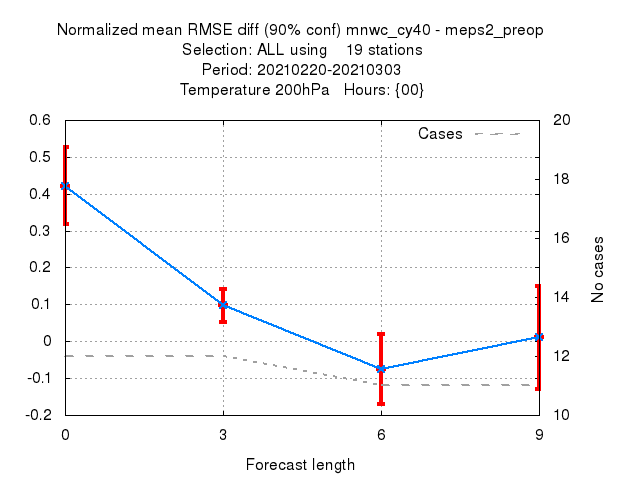 Normalized mean RMSE diff (90% conf) mnwc_cy40 - meps2_preop
Selection: ALL using 19 stations
Period: 20210220-20210303
Temperature 200hPa Hours: {00}
Cases
0.6
0.5
0.4
0.3
0.2
0.1
0
-0.1
-0.2
20
18
16
14
12
10
No cases
0 3 6 9
Forecast length